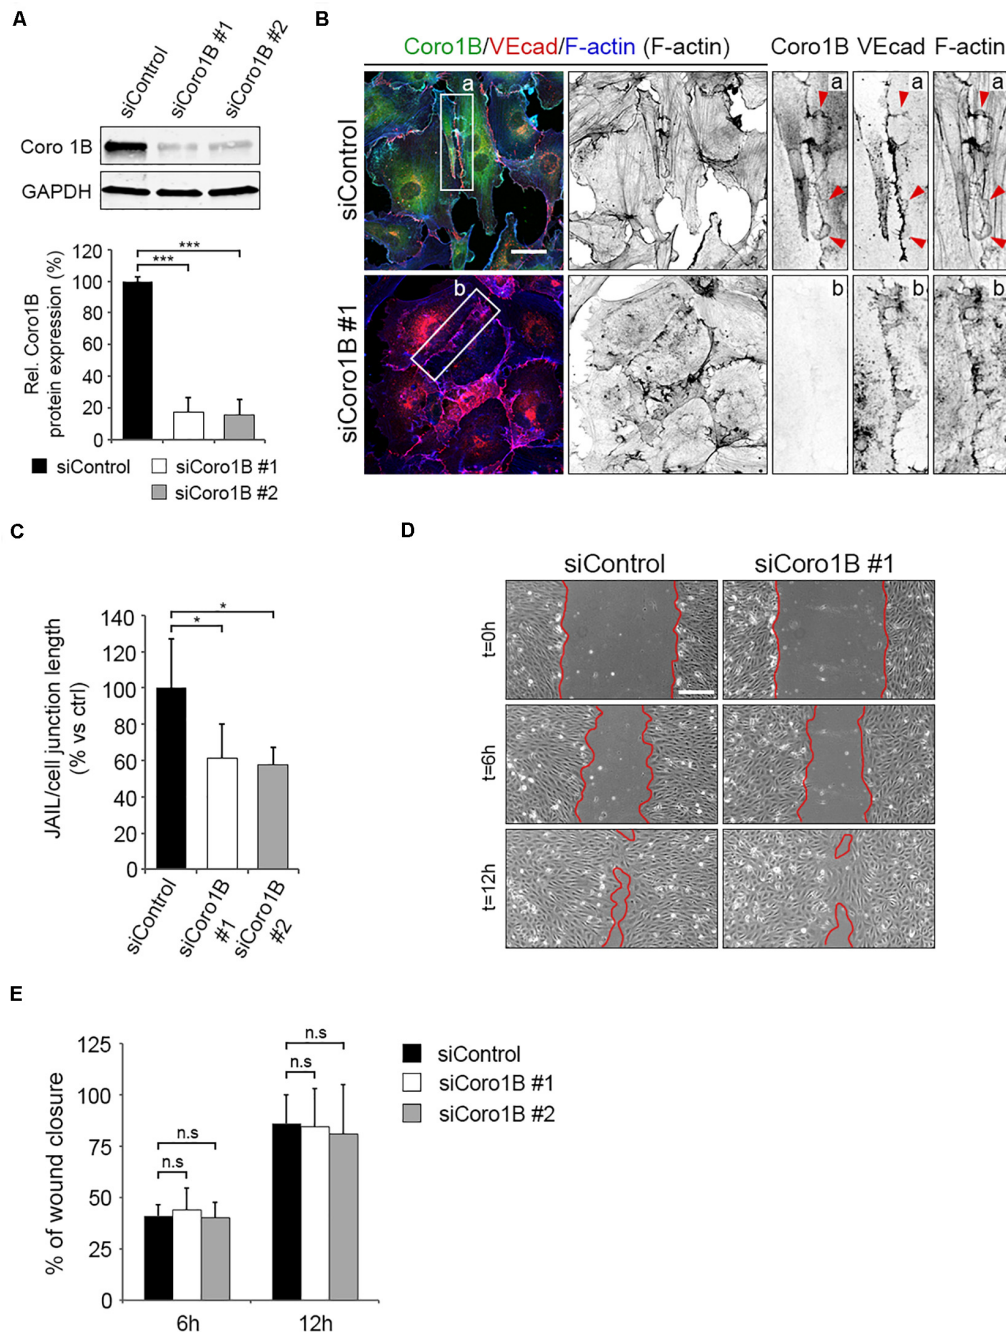 A
siControl
siCoro1B #1
siCoro1B #2
Coro 1B
GAPDH
Rel. Coro1B
protein expression (%)
120
100
80
60
40
20
0
***
***
siControl
siCoro1B #1
siCoro1B #2
B
Coro1B/VEcad/F-actin (F-actin)
Coro1B
VEcad
F-actin
siControl
a
a
a
a
siCoro1B #1
b
b
b
b
C
JAIL/cell junction length
(% vs ctrl)
140
120
100
80
60
40
20
0
*
*
siControl
siCoro1B
#1
siCoro1B
#2
D
siControl
siCoro1B #1
t=0h
t=6h
t=12h
E
% of wound closure
125
100
75
50
25
0
n.s
n.s
n.s
n.s
6h
12h
siControl
siCoro1B #1
siCoro1B #2